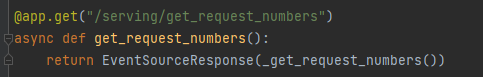 @app.get("/serving/get_request_numbers")
async def get_request_numbers():
    return EventSourceResponse(_get_request_numbers())